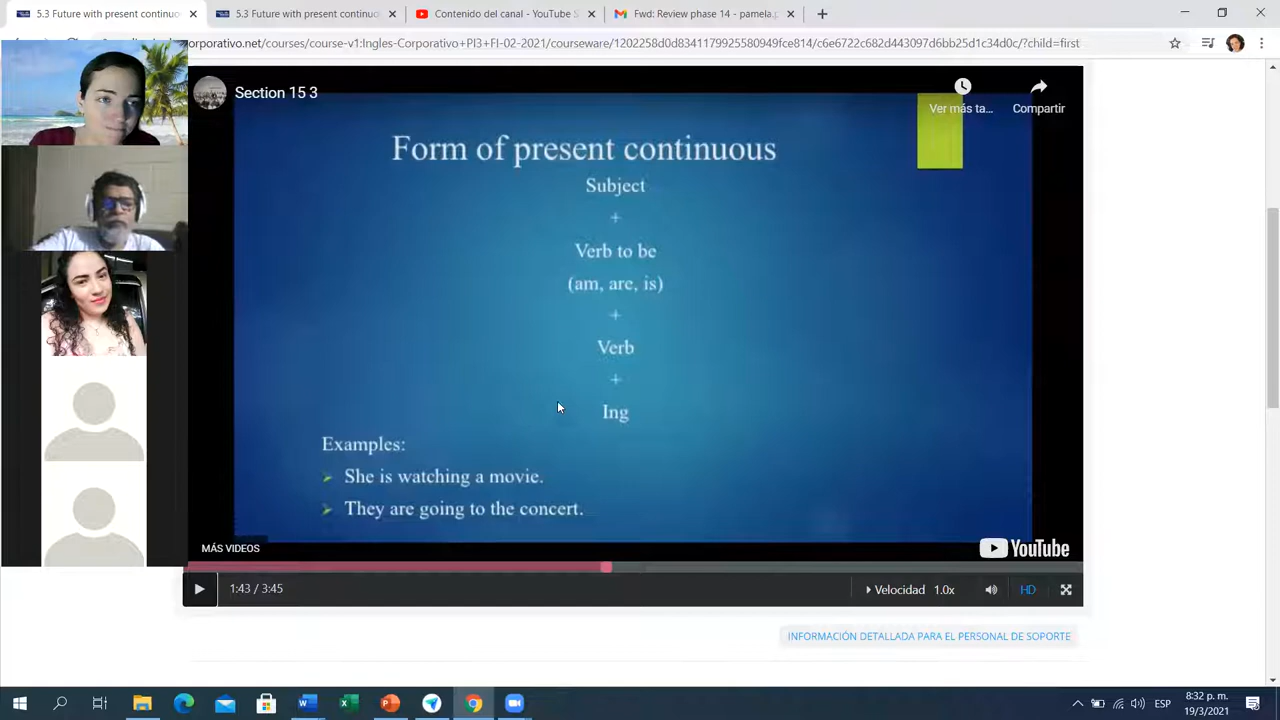 5.3 Future with present continuo
5.3 Future with present continuo
Contenido del canal - YouTube S
Fwd: Review phase 14 - pamela.p
orporativo.net/courses/course-v1:Ingles-Corporativo+PI3+FI-02-2021/courseware/1202258d0d8341179925580949fce814/c6e6722c682d443097d6bb25d1c34d0c/?child=first
Section 15 3
Ver más ta...
Compartir
Form of present continuous
Subject
+
Verb to be
(am, are, is)
+
Verb
+
Ing
Examples:
She is watching a movie.
They are going to the concert.
MÁS VIDEOS
YouTube
1:43 / 3:45
Velocidad 1.0x
HD
INFORMACIÓN DETALLADA PARA EL PERSONAL DE SOPORTE
ESP
8:32 p. m.
19/3/2021